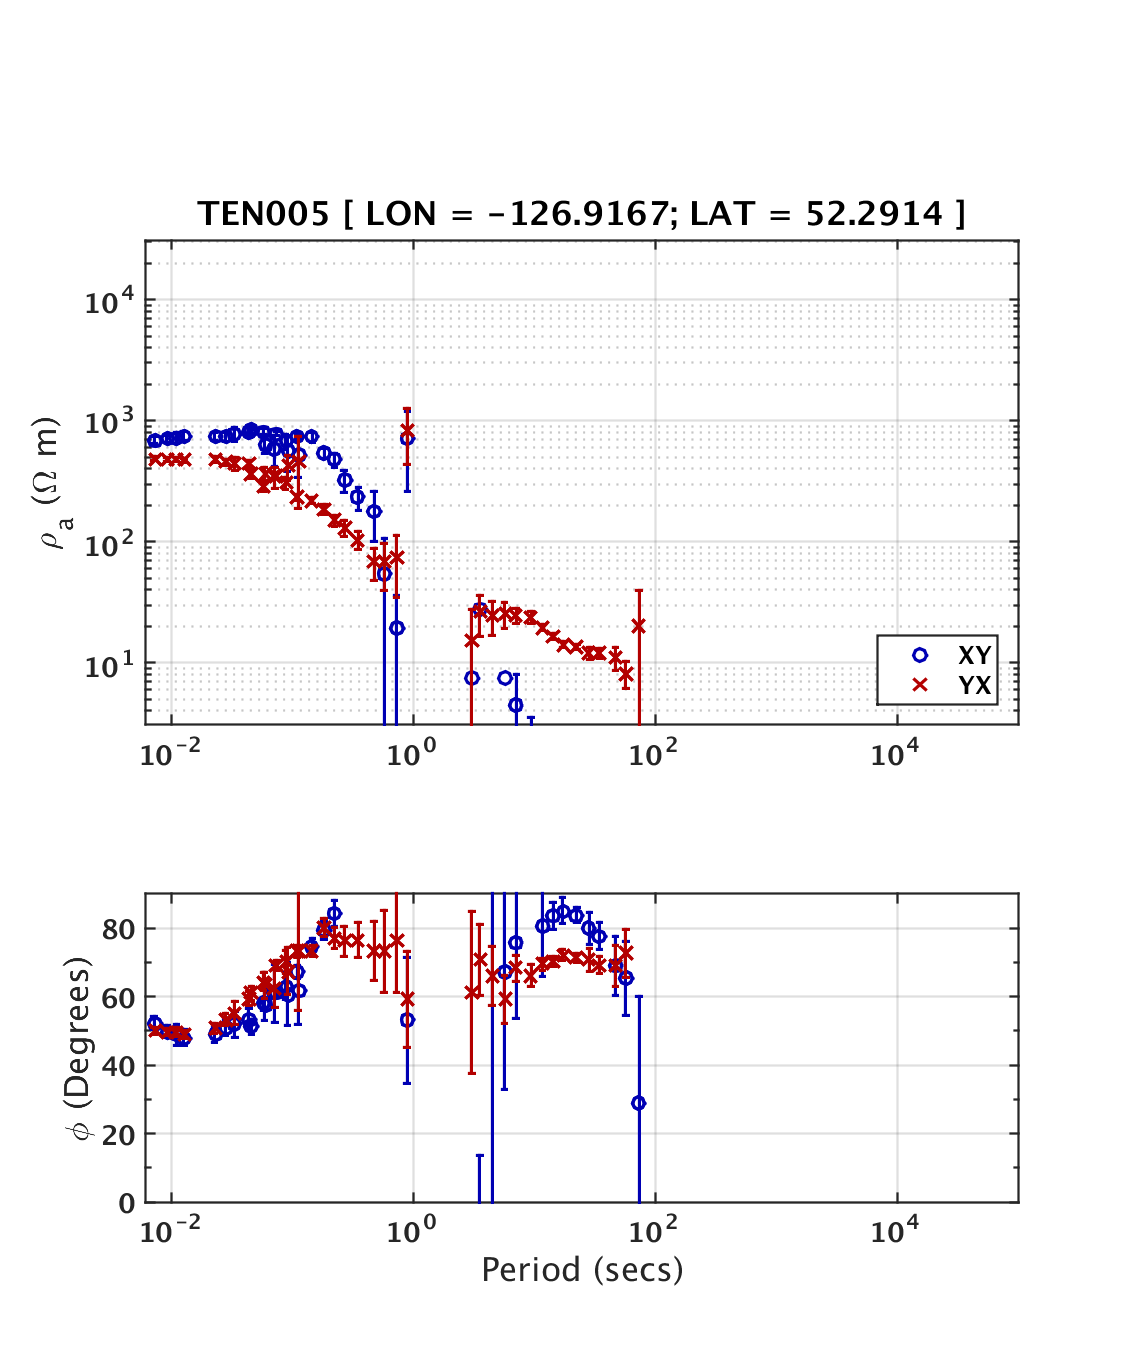 TEN005 [ LON = -126.9167; LAT = 52.2914 ]
ρa (Ω m)
10^4
10^3
10^2
10^1
XY
YX
10^-2 10^0 10^2 10^4
ϕ (Degrees)
80
60
40
20
0
10^-2 10^0 10^2 10^4
Period (secs)